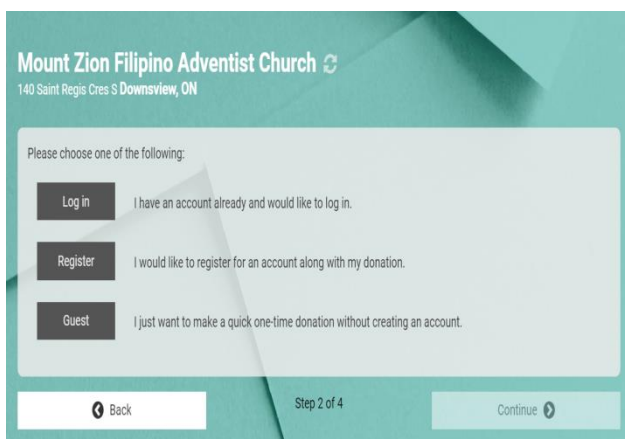 Mount Zion Filipino Adventist Church
140 Saint Regis Cres S Downsview, ON
Please choose one of the following:
Log in I have an account already and would like to log in.
Register I would like to register for an account along with my donation.
Guest I just want to make a quick one-time donation without creating an account.
Back Step 2 of 4 Continue